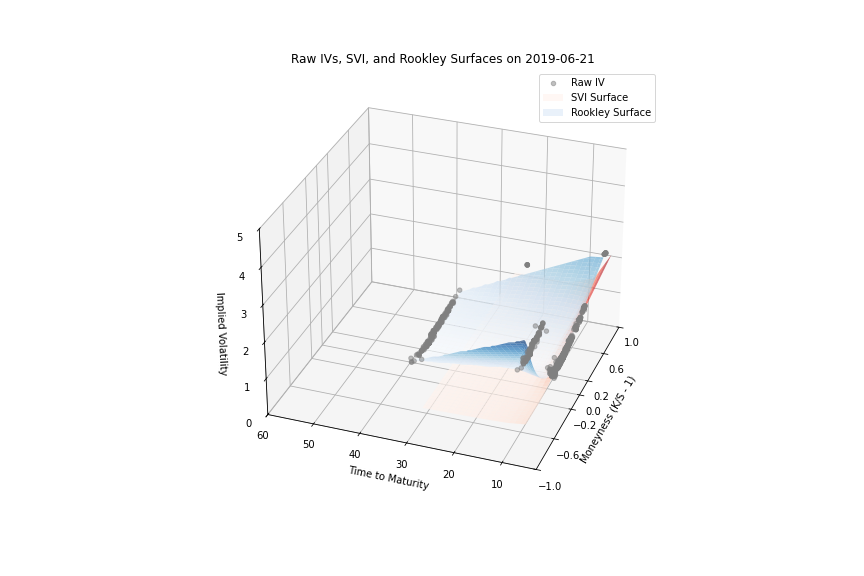 Raw IVs, SVI, and Rookley Surfaces on 2019-06-21
Raw IV
SVI Surface
Rookley Surface
5
4
3
2
1
0
Implied Volatility
60
50
40
30
20
10
Time to Maturity
1.0
0.6
0.2
0.0
−0.2
−0.6
−1.0
Moneyness (K/S - 1)